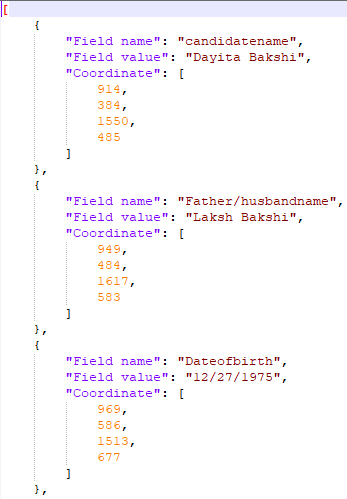 [
{
"Field name": "candidatename",
"Field value": "Dayita Bakshi",
"Coordinate": [
914,
384,
1550,
485
]
},
{
"Field name": "Father/husbandname",
"Field value": "Laksh Bakshi",
"Coordinate": [
949,
484,
1617,
583
]
},
{
"Field name": "Dateofbirth",
"Field value": "12/27/1975",
"Coordinate": [
969,
586,
1513,
677
]
},